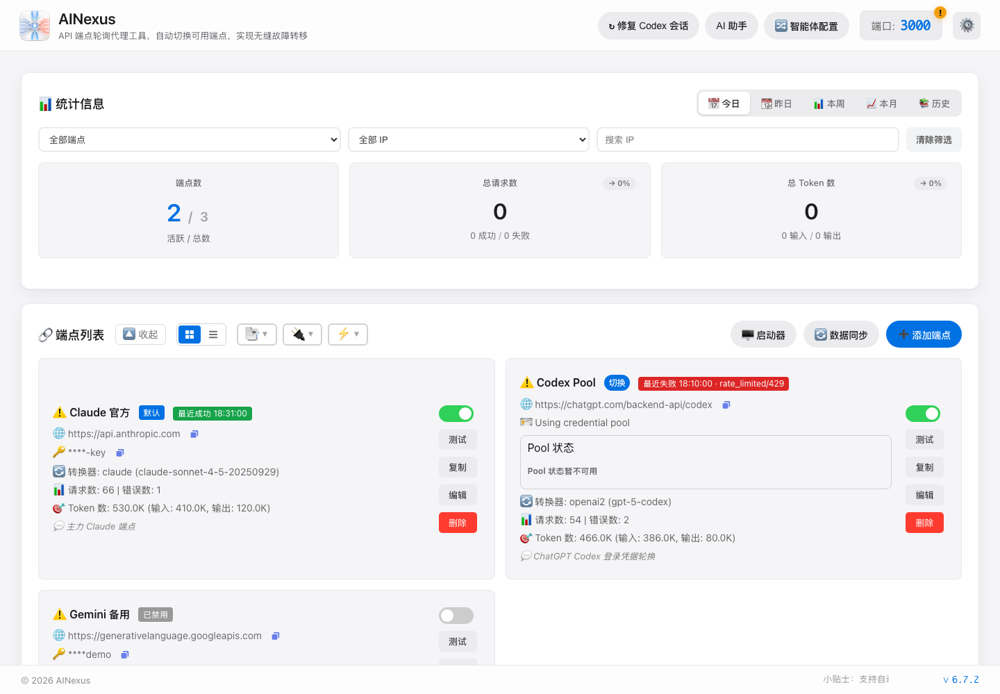 AINexus
API 端点轮询代理工具，自动切换可用端点，实现无缝故障转移
↻ 修复 Codex 会话
AI 助手
智能体配置
端口: 3000
!
统计信息
今日
昨日
本周
本月
历史
全部端点
全部 IP
搜索 IP
清除筛选
端点数
2 / 3
活跃 / 总数
总请求数
→ 0%
0
0 成功 / 0 失败
总 Token 数
→ 0%
0
0 输入 / 0 输出
端点列表
收起
启动器
数据同步
添加端点
Claude 官方
默认
最近成功 18:31:00
https://api.anthropic.com
****-key
转换器: claude (claude-sonnet-4-5-20250929)
请求数: 66 | 错误数: 1
Token 数: 530.0K (输入: 410.0K, 输出: 120.0K)
主力 Claude 端点
测试
复制
编辑
删除
Codex Pool
切换
最近失败 18:10:00 · rate_limited/429
https://chatgpt.com/backend-api/codex
Using credential pool
Pool 状态
Pool 状态暂不可用
转换器: openai2 (gpt-5-codex)
请求数: 54 | 错误数: 2
Token 数: 466.0K (输入: 386.0K, 输出: 80.0K)
ChatGPT Codex 登录凭据轮换
测试
复制
编辑
删除
Gemini 备用
已禁用
https://generativelanguage.googleapis.com
****demo
测试
© 2026 AINexus
小贴士：支持自
v 6.7.2